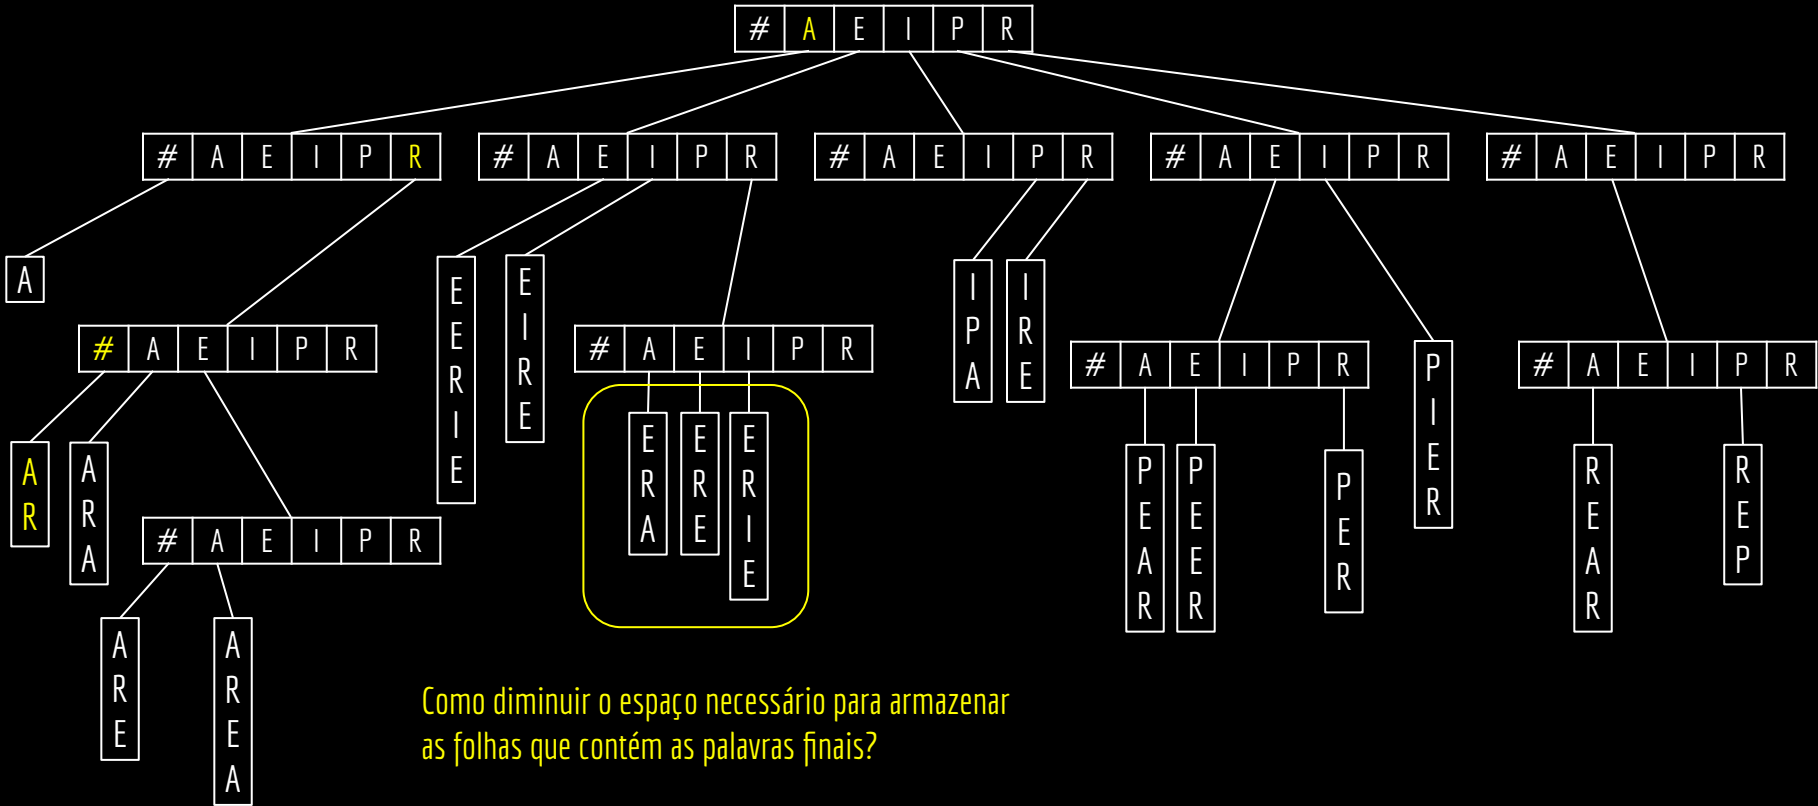 # A E I P R
# A E I P R
# A E I P R
# A E I P R
# A E I P R
# A E I P R
A
EERIE
EIRE
IPA
IRE
# A E I P R
# A E I P R
# A E I P R
PIER
# A E I P R
AR
ARA
ERA
ERE
ERIE
PEAR
PEER
PER
REAR
REP
# A E I P R
ARE
AREA
Como diminuir o espaço necessário para armazenar
as folhas que contém as palavras finais?